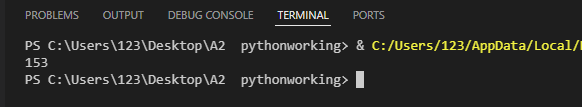 PROBLEMS OUTPUT DEBUG CONSOLE TERMINAL PORTS
PS C:\Users\123\Desktop\A2  pythonworking> & C:/Users/123/AppData/Local/
153
PS C:\Users\123\Desktop\A2  pythonworking>